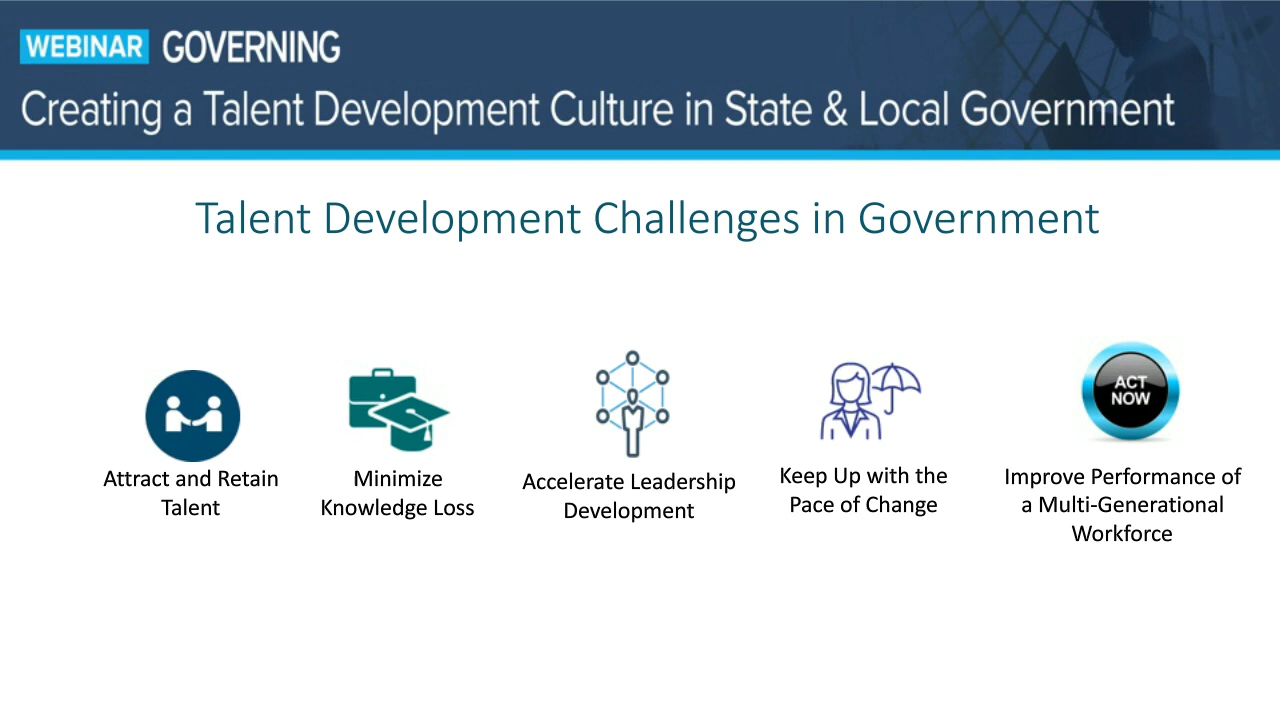 WEBINAR GOVERNING
Creating a Talent Development Culture in State & Local Government
Talent Development Challenges in Government
ACT
NOW
Attract and Retain
Talent
Minimize
Knowledge Loss
Accelerate Leadership
Development
Keep Up with the
Pace of Change
Improve Performance of
a Multi-Generational
Workforce